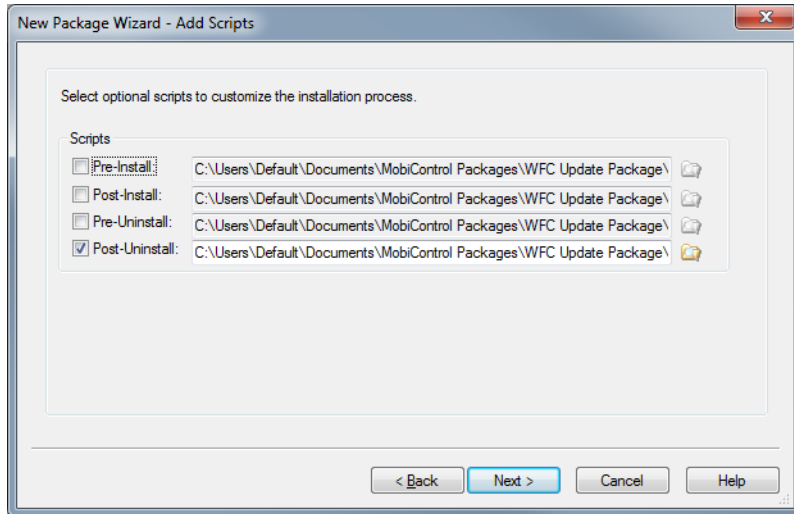 New Package Wizard - Add Scripts
Select optional scripts to customize the installation process.
Scripts
Pre-Install: C:\Users\Default\Documents\MobiControl Packages\WFC Update Package\
Post-Install: C:\Users\Default\Documents\MobiControl Packages\WFC Update Package\
Pre-Uninstall: C:\Users\Default\Documents\MobiControl Packages\WFC Update Package\
Post-Uninstall: C:\Users\Default\Documents\MobiControl Packages\WFC Update Package\
< Back Next > Cancel Help